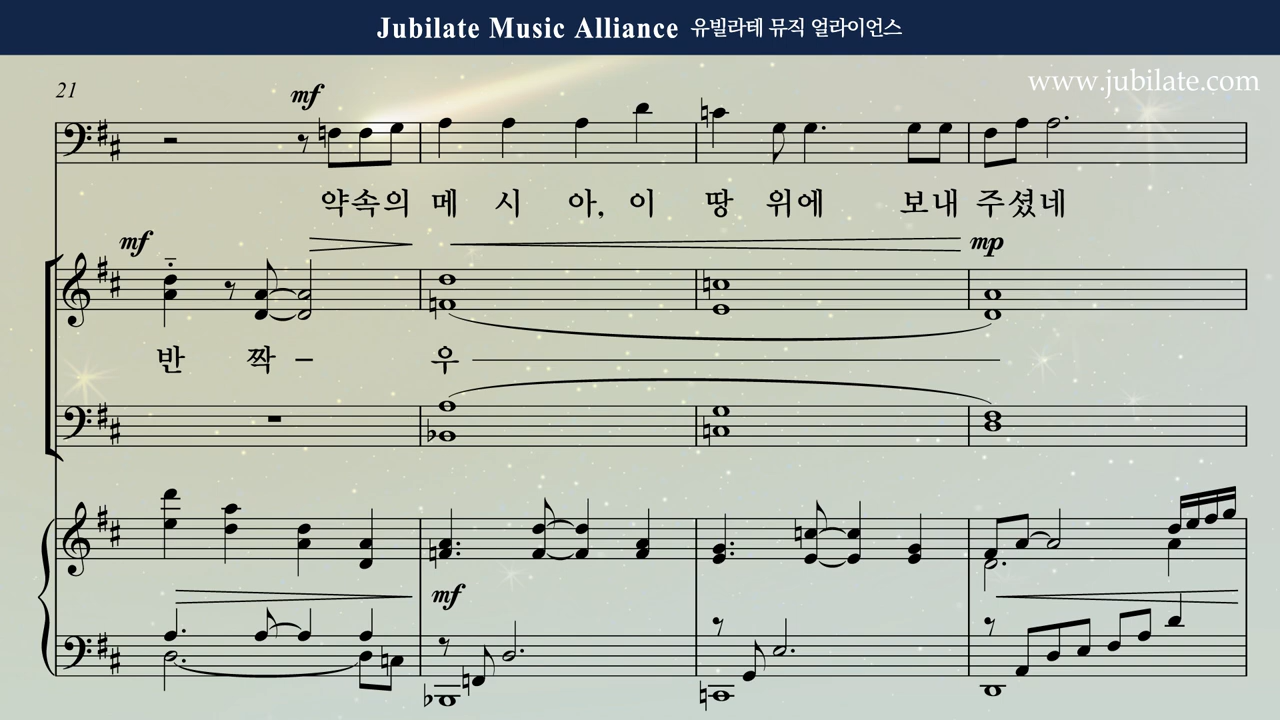 Jubilate Music Alliance 유빌라테 뮤직 얼라이언스
www.jubilate.com
21
mf
약속의 메 시 아, 이 땅 위에 보내 주셨네
mf mp
반 짝 – 우
mf